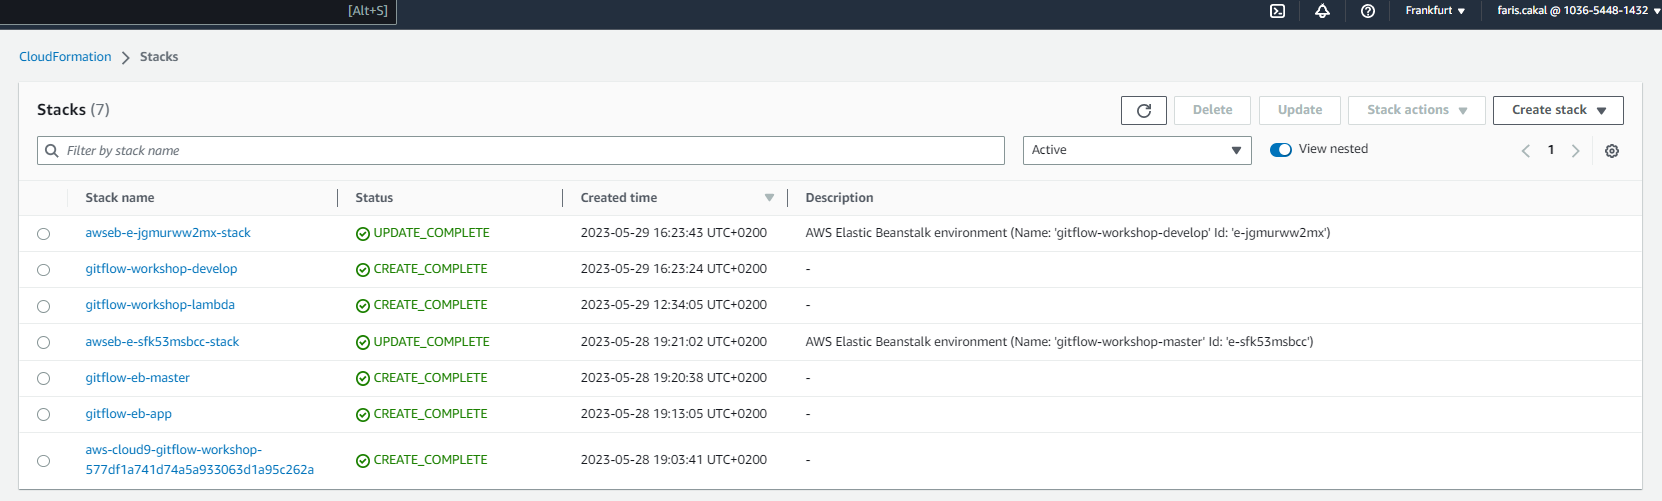 [Alt+S] Frankfurt faris.cakal @ 1036-5448-1432
CloudFormation Stacks
Stacks (7) Delete Update Stack actions Create stack
Filter by stack name Active View nested 1
Stack name Status Created time Description
awseb-e-jgmurww2mx-stack UPDATE_COMPLETE 2023-05-29 16:23:43 UTC+0200 AWS Elastic Beanstalk environment (Name: 'gitflow-workshop-develop' Id: 'e-jgmurww2mx')
gitflow-workshop-develop CREATE_COMPLETE 2023-05-29 16:23:24 UTC+0200 -
gitflow-workshop-lambda CREATE_COMPLETE 2023-05-29 12:34:05 UTC+0200 -
awseb-e-sfk53msbcc-stack UPDATE_COMPLETE 2023-05-28 19:21:02 UTC+0200 AWS Elastic Beanstalk environment (Name: 'gitflow-workshop-master' Id: 'e-sfk53msbcc')
gitflow-eb-master CREATE_COMPLETE 2023-05-28 19:20:38 UTC+0200 -
gitflow-eb-app CREATE_COMPLETE 2023-05-28 19:13:05 UTC+0200 -
aws-cloud9-gitflow-workshop-
577df1a741d74a5a933063d1a95c262a CREATE_COMPLETE 2023-05-28 19:03:41 UTC+0200 -